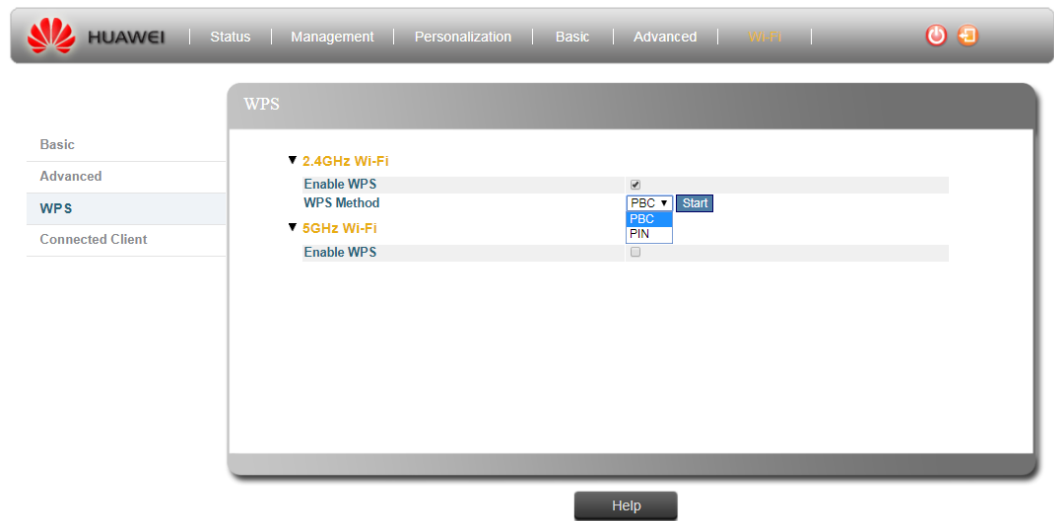 HUAWEI Status Management Personalization Basic Advanced Wi-Fi
WPS
Basic
Advanced
WPS
Connected Client
2.4GHz Wi-Fi
Enable WPS
WPS Method PBC Start
PBC
PIN
5GHz Wi-Fi
Enable WPS
Help